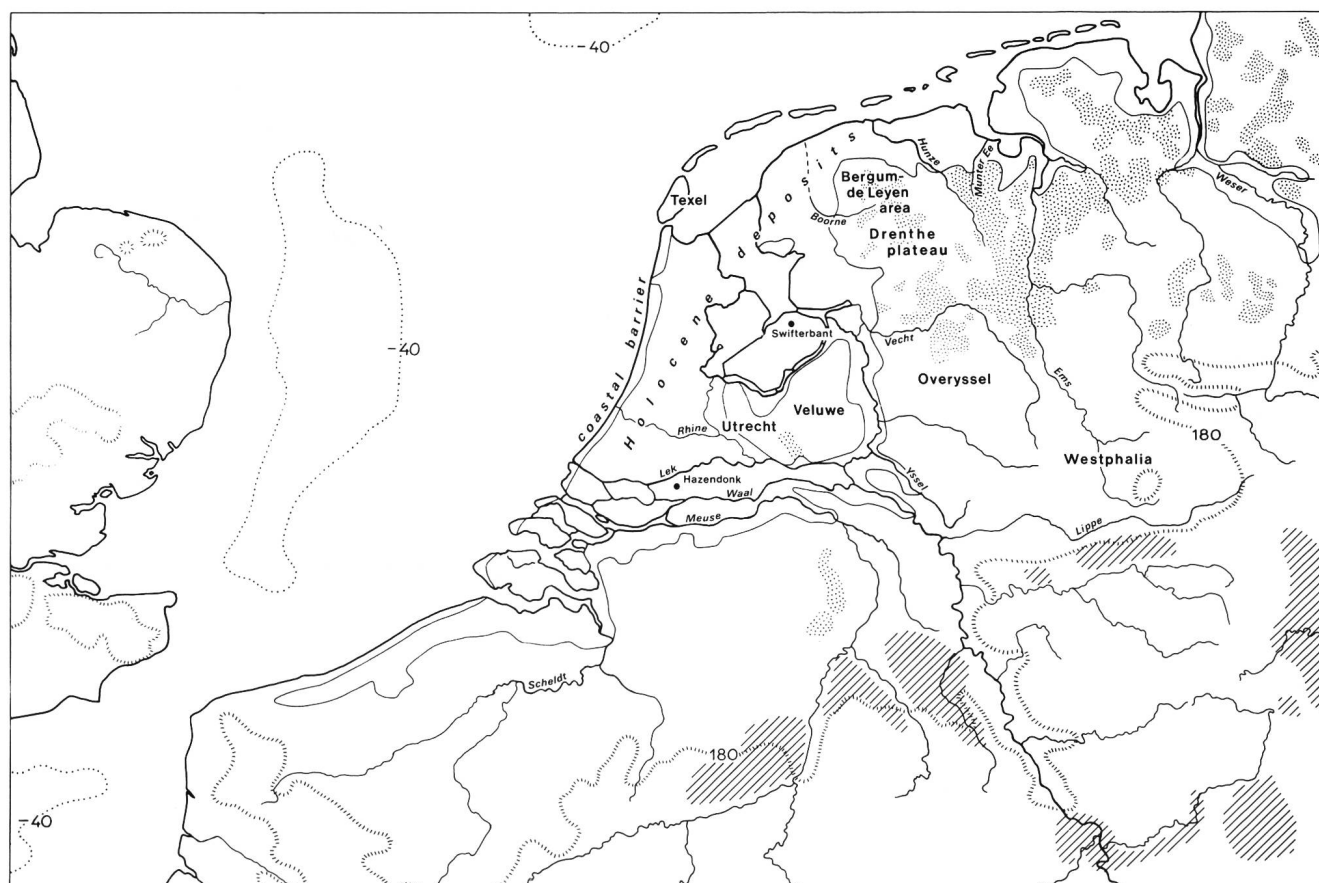 -40
Hunze
Munter Ee
Weser
Bergum-
de Leyen
area
Texel
Boorne
Drenthe
plateau
Holocene deposits
coastal barrier
Swifterbant
-40
Vecht
Overyssel
Ems
Veluwe
Utrecht
Rhine
180
Westphalia
Lek
Hazendonk
Yssel
Waal
Meuse
Lippe
Scheldt
180
-40